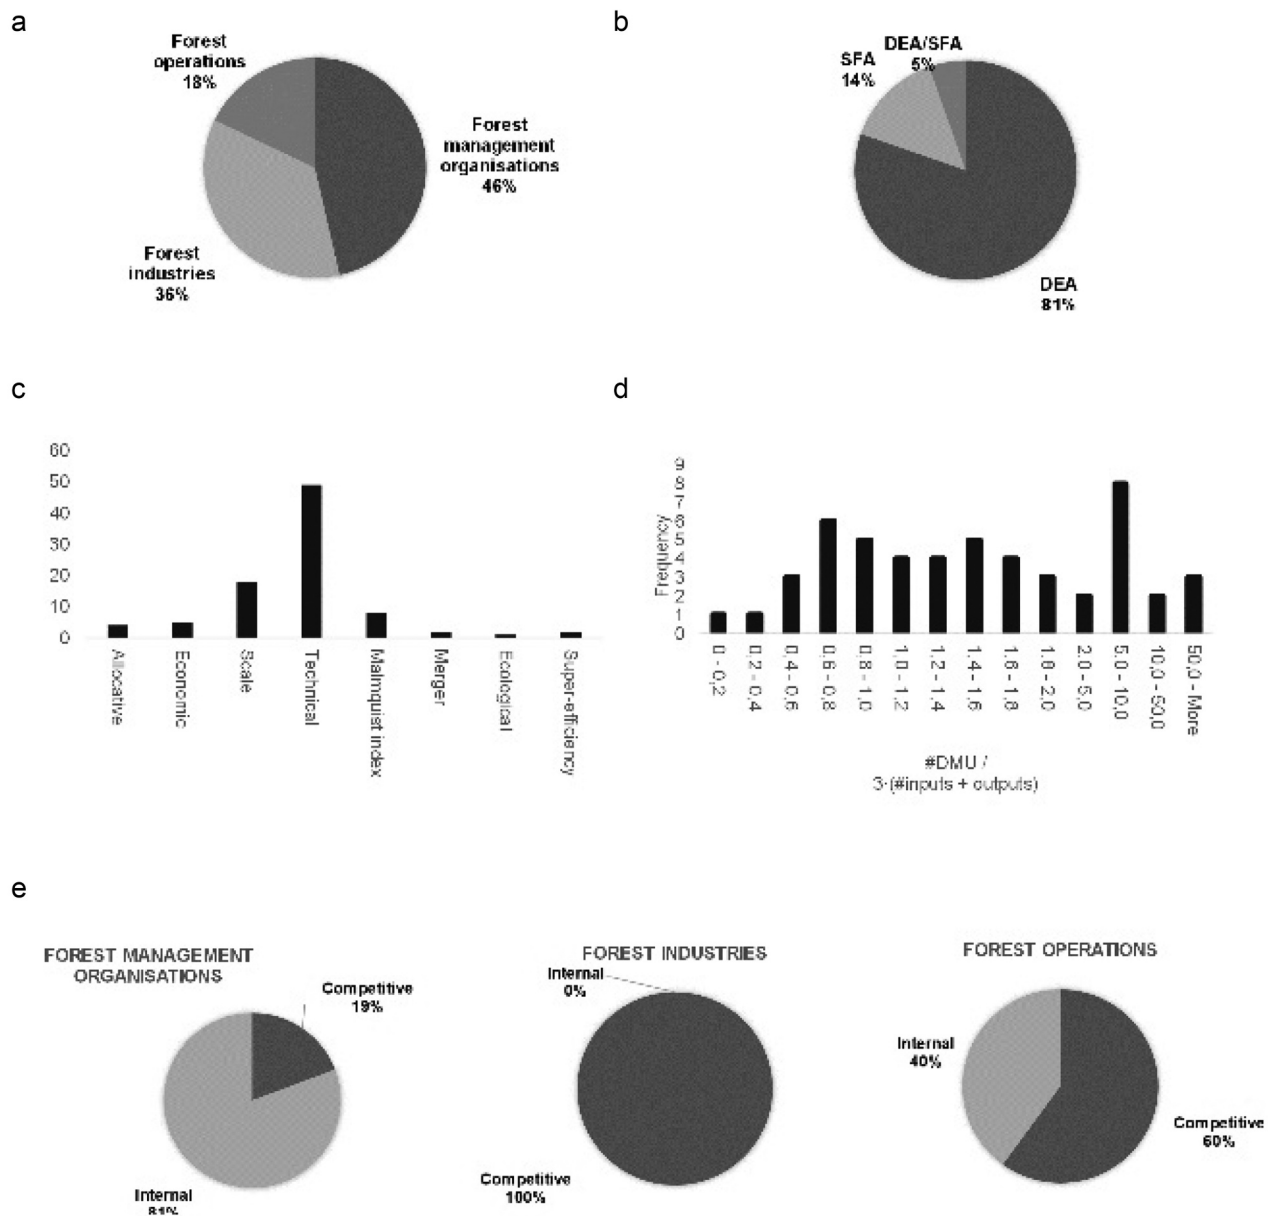 a
Forest
operations
18%
Forest
management
organisations
46%
Forest
industries
36%
b
DEA/SFA
5%
SFA
14%
DEA
81%
c
60
50
40
30
20
10
0
Allocative
Economic
Scale
Technical
Malmquist index
Merger
Ecological
Super-efficiency
d
Frequency
9
8
7
6
5
4
3
2
1
0
0 - 0,2
0,2 - 0,4
0,4 - 0,6
0,6 - 0,8
0,8 - 1,0
1,0 - 1,2
1,2 - 1,4
1,4 - 1,6
1,6 - 1,8
1,8 - 2,0
2,0 - 5,0
5,0 - 10,0
10,0 - 50,0
50,0 - More
#DMU /
3·(#inputs + outputs)
e
FOREST MANAGEMENT
ORGANISATIONS
Competitive
19%
Internal
81%
FOREST INDUSTRIES
Internal
0%
Competitive
100%
FOREST OPERATIONS
Internal
40%
Competitive
60%